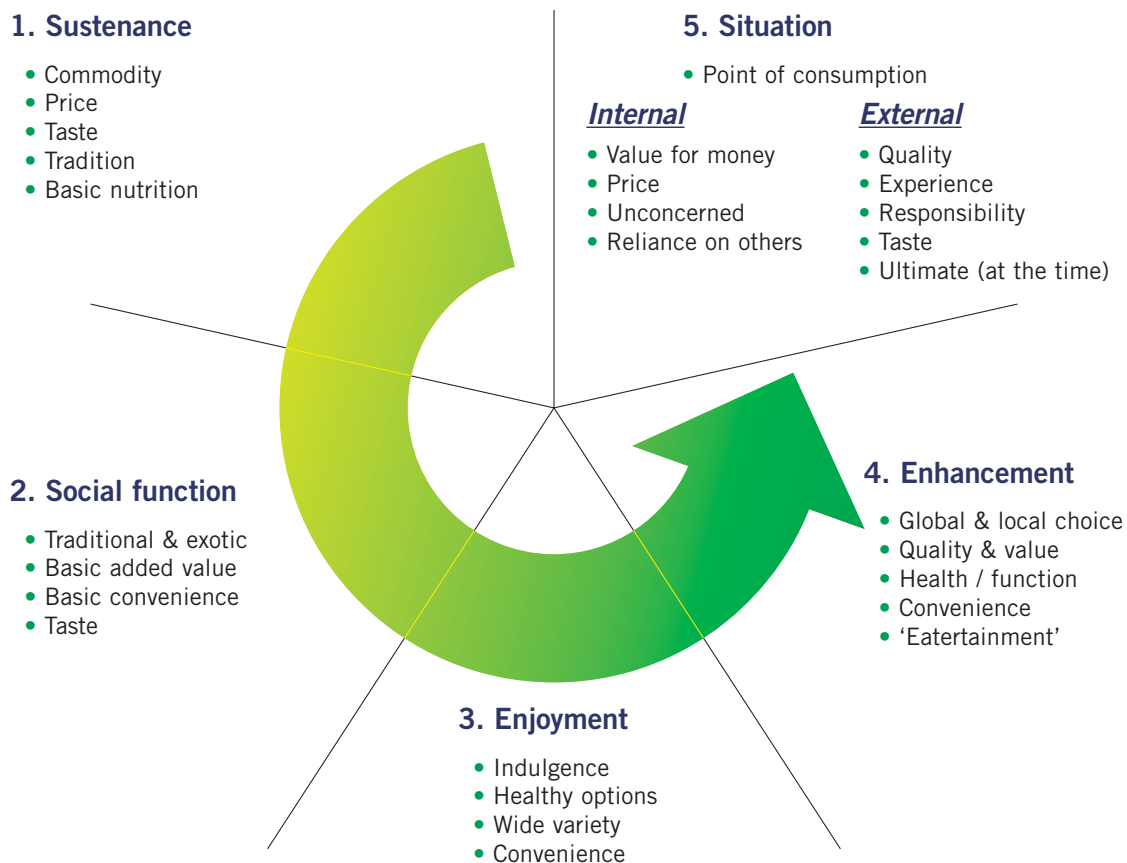 1. Sustenance
• Commodity
• Price
• Taste
• Tradition
• Basic nutrition
2. Social function
• Traditional & exotic
• Basic added value
• Basic convenience
• Taste
3. Enjoyment
• Indulgence
• Healthy options
• Wide variety
• Convenience
4. Enhancement
• Global & local choice
• Quality & value
• Health / function
• Convenience
• ‘Eatertainment’
5. Situation
• Point of consumption
Internal
• Value for money
• Price
• Unconcerned
• Reliance on others
External
• Quality
• Experience
• Responsibility
• Taste
• Ultimate (at the time)